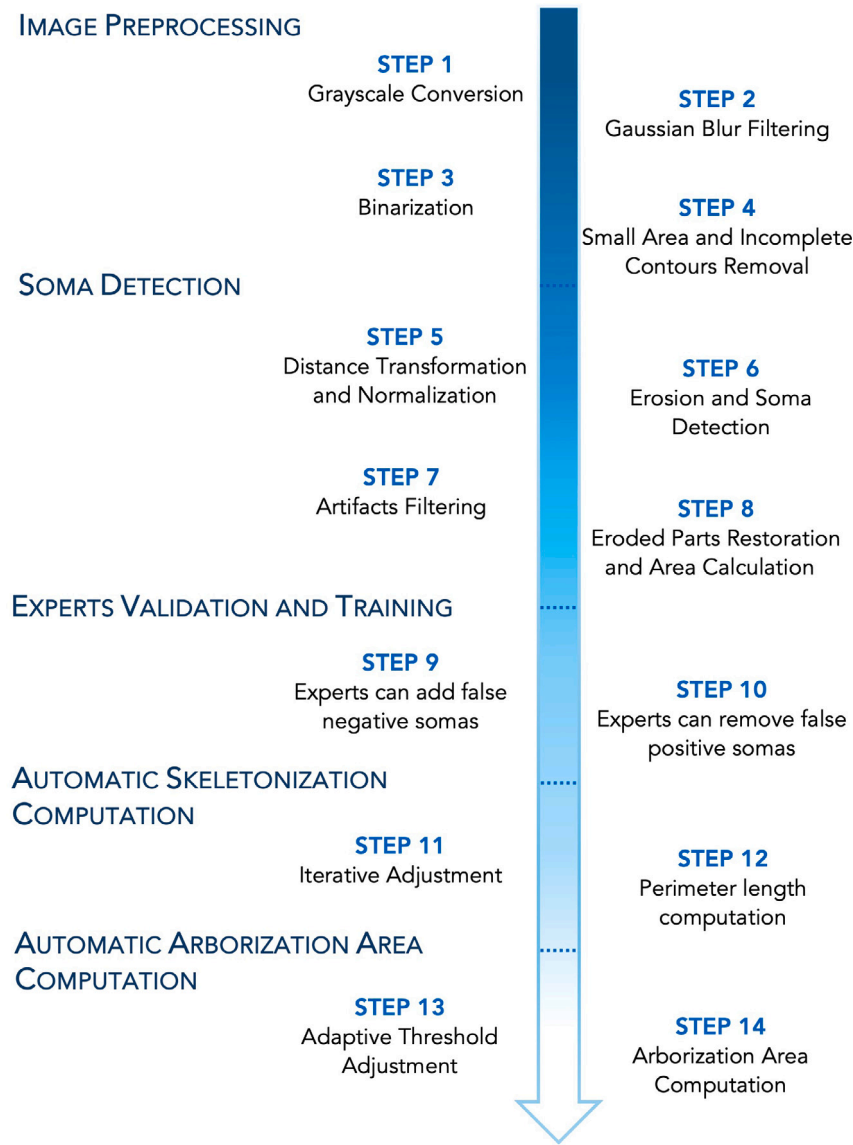 IMAGE PREPROCESSING
STEP 1
Grayscale Conversion
STEP 2
Gaussian Blur Filtering
STEP 3
Binarization
STEP 4
Small Area and Incomplete
Contours Removal
SOMA DETECTION
STEP 5
Distance Transformation
and Normalization
STEP 6
Erosion and Soma
Detection
STEP 7
Artifacts Filtering
STEP 8
Eroded Parts Restoration
and Area Calculation
EXPERTS VALIDATION AND TRAINING
STEP 9
Experts can add false
negative somas
STEP 10
Experts can remove false
positive somas
AUTOMATIC SKELETONIZATION
COMPUTATION
STEP 11
Iterative Adjustment
STEP 12
Perimeter length
computation
AUTOMATIC ARBORIZATION AREA
COMPUTATION
STEP 13
Adaptive Threshold
Adjustment
STEP 14
Arborization Area
Computation